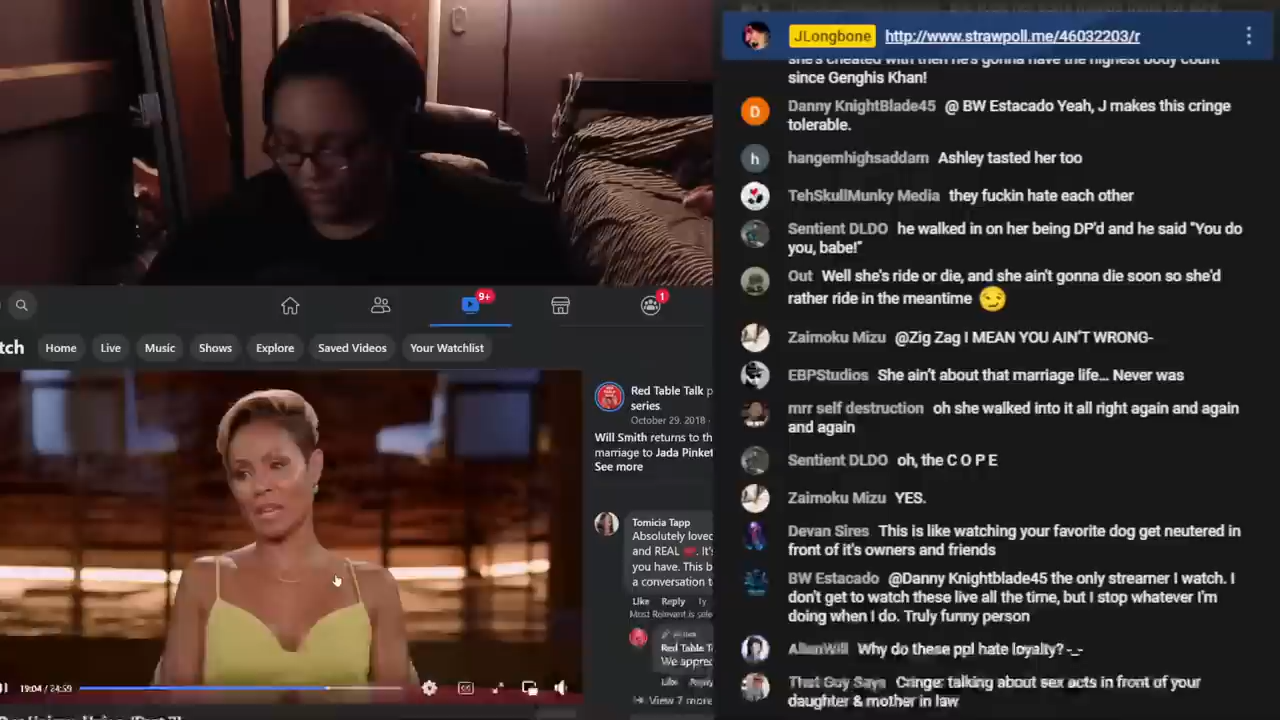 JLongbone http://www.strawpoll.me/46032203/r
she's cheated with then he's gonna have the highest body count
since Genghis Khan!
D Danny KnightBlade45 @ BW Estacado Yeah, J makes this cringe
tolerable.
h hangemhighsaddam Ashley tasted her too
TehSkullMunky Media they fuckin hate each other
Sentient DLDO he walked in on her being DP'd and he said "You do
you, babe!"
Out Well she's ride or die, and she ain't gonna die soon so she'd
rather ride in the meantime 😏
Zaimoku Mizu @Zig Zag I MEAN YOU AIN'T WRONG-
EBPStudios She ain't about that marriage life... Never was
mrr self destruction oh she walked into it all right again and again
and again
Sentient DLDO oh, the C O P E
Zaimoku Mizu YES.
Devan Sires This is like watching your favorite dog get neutered in
front of it's owners and friends
BW Estacado @Danny Knightblade45 the only streamer I watch. I
don't get to watch these live all the time, but I stop whatever I'm
doing when I do. Truly funny person
AllanWill Why do these ppl hate loyalty? -_-
That Guy Says Cringe: talking about sex acts in front of your
daughter & mother in law
9+
1
tch Home Live Music Shows Explore Saved Videos Your Watchlist
Red Table Talk p
series.
October 29, 2018 ·
Will Smith returns to th
marriage to Jada Pinket
See more
Tomicia Tapp
Absolutely loved
and REAL ❤️. It's
you have. This b
a conversation t
Like Reply 1y
Most Relevant is sele
Red Table T
We apprec
Like Reply
View 7 more
19:04 / 24:59